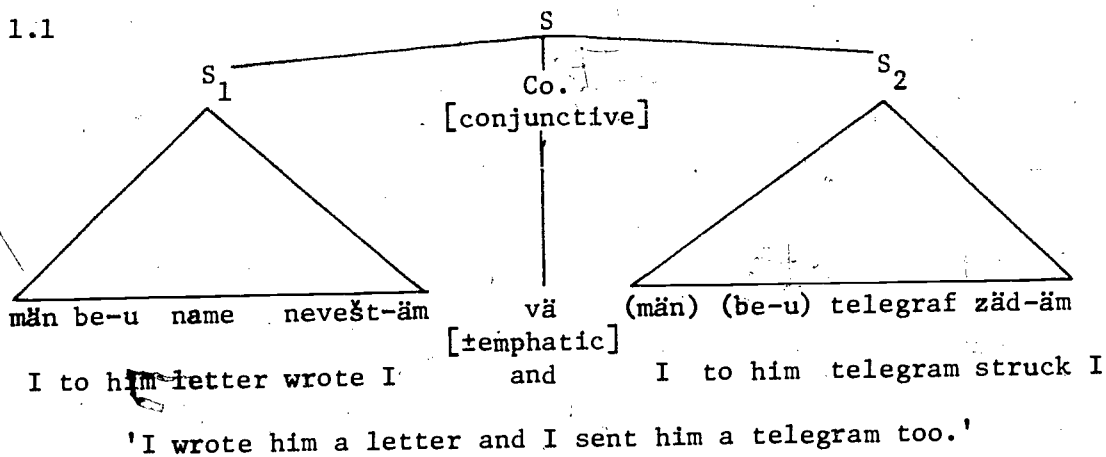 1.1
S
S1 S2
Co.
[conjunctive]
män be-u name nevešt-äm vä (män) (be-u) telegraf zäd-äm
[±emphatic]
I to him letter wrote I and I to him telegram struck I
'I wrote him a letter and I sent him a telegram too.'